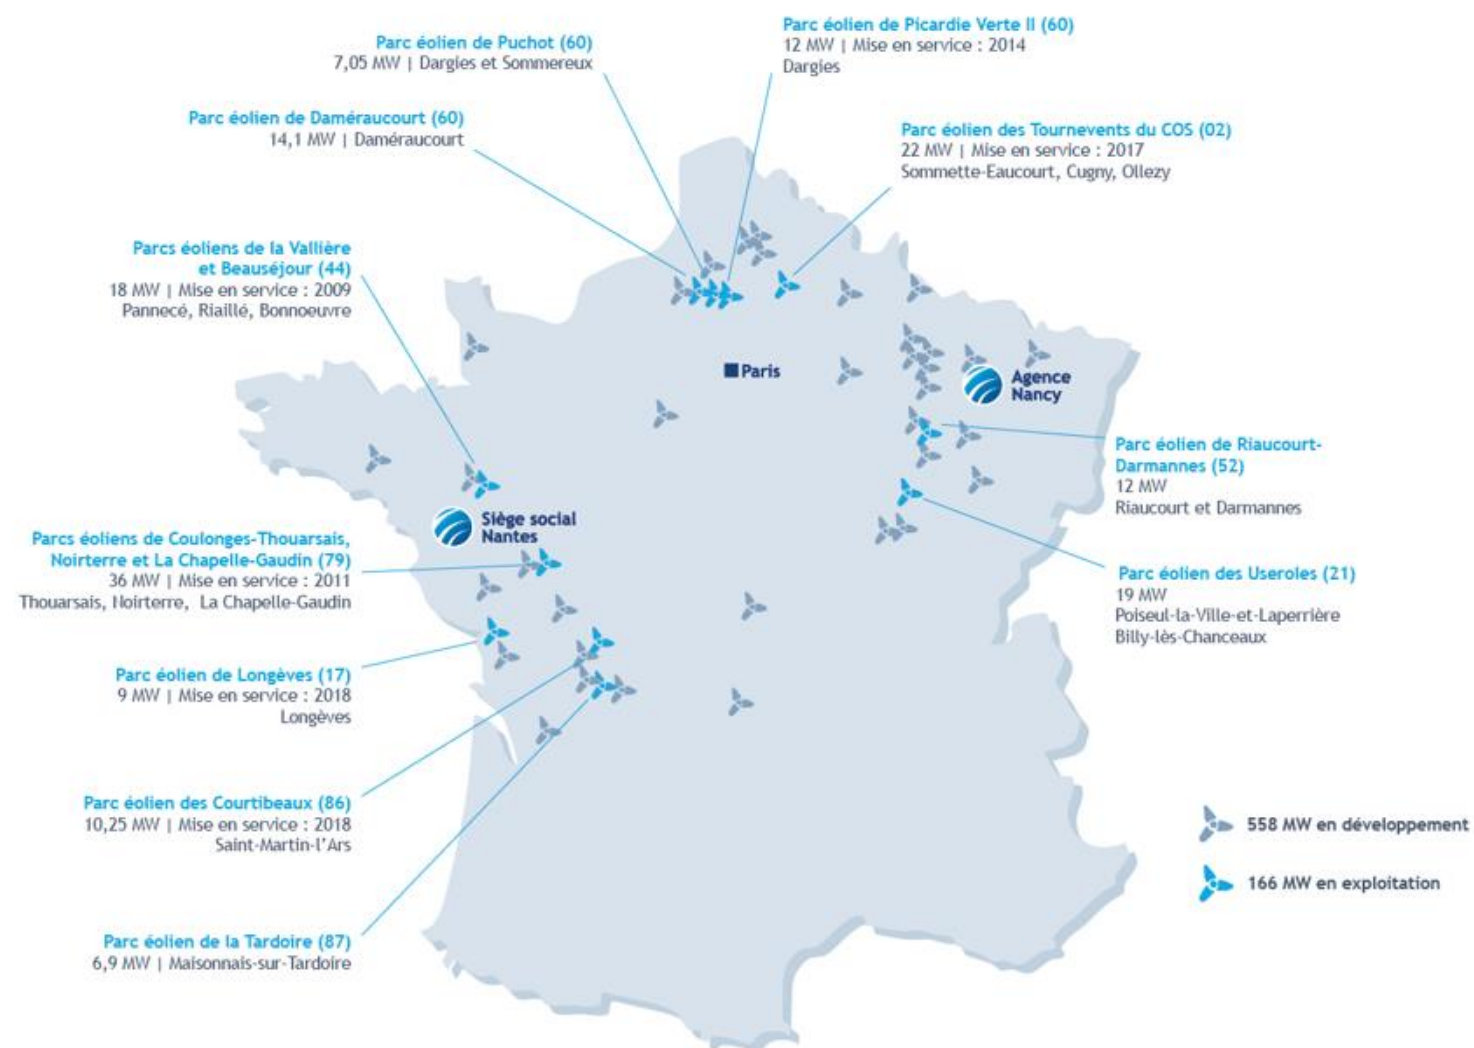 Parc éolien de Puchot (60)
7,05 MW | Dargies et Sommereux
Parc éolien de Picardie Verte II (60)
12 MW | Mise en service : 2014
Dargies
Parc éolien de Daméraucourt (60)
14,1 MW | Daméraucourt
Parc éolien des Tournevents du COS (02)
22 MW | Mise en service : 2017
Sommette-Eaucourt, Cugny, Ollezy
Parcs éoliens de la Vallière
et Beauséjour (44)
18 MW | Mise en service : 2009
Pannecé, Riaillé, Bonnoeuvre
Paris
Agence
Nancy
Parc éolien de Riaucourt-
Darmannes (52)
12 MW
Riaucourt et Darmannes
Siège social
Nantes
Parcs éoliens de Coulonges-Thouarsais,
Noirterre et La Chapelle-Gaudin (79)
36 MW | Mise en service : 2011
Thouarsais, Noirterre, La Chapelle-Gaudin
Parc éolien des Useroles (21)
19 MW
Poiseul-la-Ville-et-Laperrière
Billy-lès-Chanceaux
Parc éolien de Longèves (17)
9 MW | Mise en service : 2018
Longèves
Parc éolien des Courtibeaux (86)
10,25 MW | Mise en service : 2018
Saint-Martin-l'Ars
558 MW en développement
166 MW en exploitation
Parc éolien de la Tardoire (87)
6,9 MW | Maisonnais-sur-Tardoire